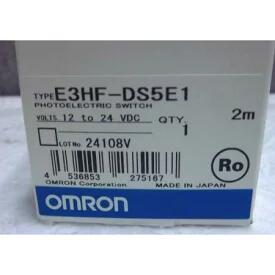 TYPE E3HF-DS5E1
PHOTOELECTRIC SWITCH
VOLTS 12 to 24 VDC QTY. 2m
1
LOT No 24108V
Ro
4 536853 275167
OMRON Corporation MADE IN JAPAN
OMRON